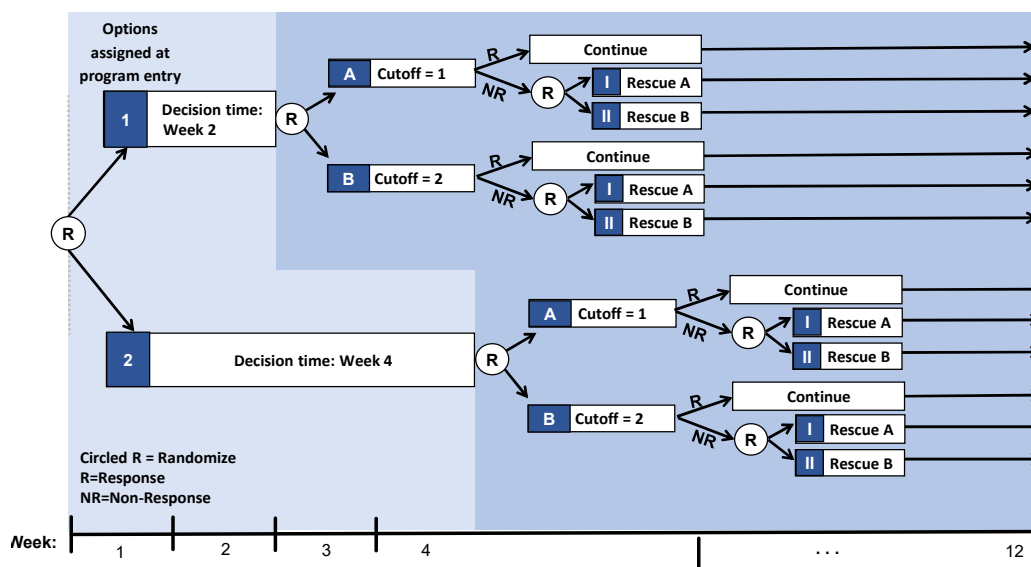 Options
assigned at
program entry
1
Decision time:
Week 2
R
R
A
Cutoff = 1
R
NR
Continue
R
I
Rescue A
II
Rescue B
B
Cutoff = 2
R
NR
Continue
R
I
Rescue A
II
Rescue B
2
Decision time: Week 4
R
A
Cutoff = 1
R
NR
Continue
R
I
Rescue A
II
Rescue B
B
Cutoff = 2
R
NR
Continue
R
I
Rescue A
II
Rescue B
Circled R = Randomize
R=Response
NR=Non-Response
Week:
1
2
3
4
...
12